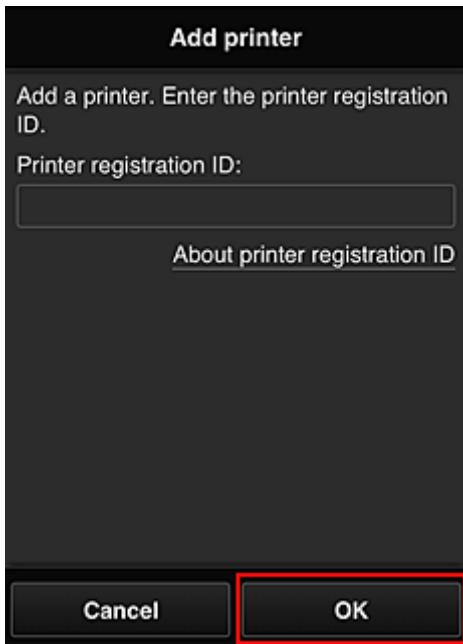 Add printer
Add a printer. Enter the printer registration
ID.
Printer registration ID:
About printer registration ID
Cancel
OK